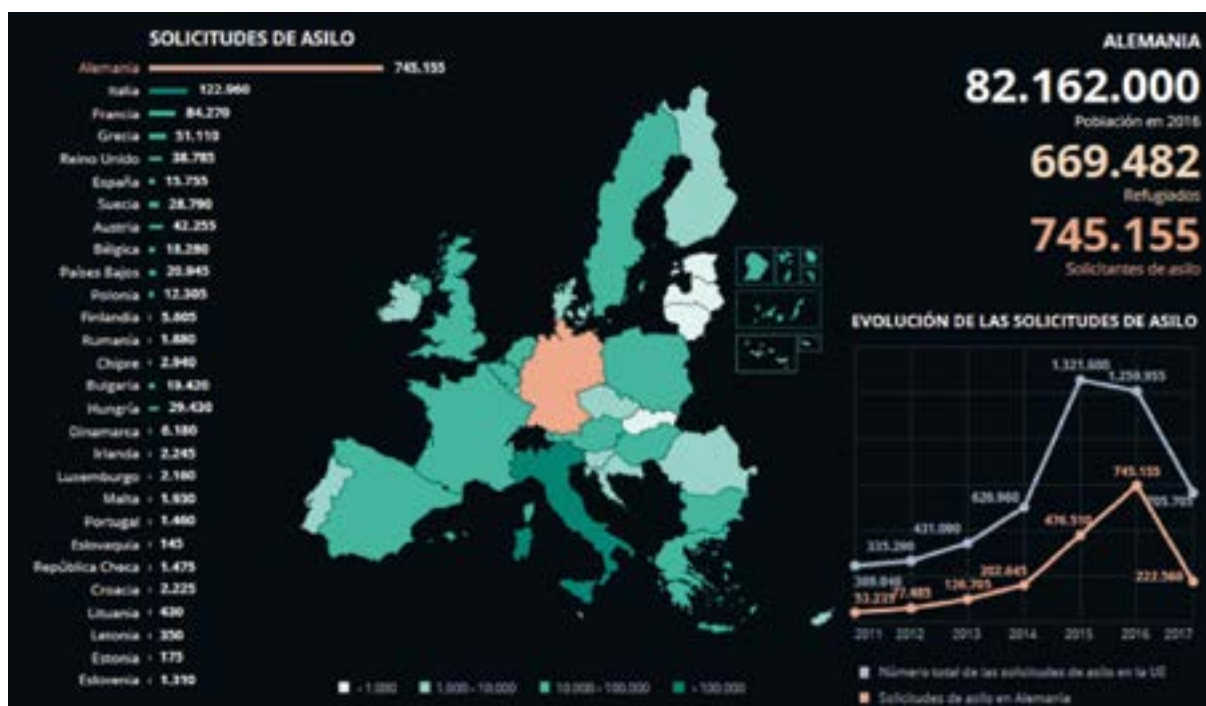 SOLICITUDES DE ASILO
Alemania 745.155
Italia 122.960
Francia 84.270
Grecia 51.110
Reino Unido 38.785
España 15.755
Suecia 28.790
Austria 42.255
Bélgica 18.280
Países Bajos 20.945
Polonia 12.305
Finlandia 5.605
Rumanía 1.880
Chipre 2.940
Bulgaria 19.420
Hungría 29.430
Dinamarca 6.180
Irlanda 2.245
Luxemburgo 2.160
Malta 1.930
Portugal 1.460
Eslovaquia 145
República Checa 1.475
Croacia 2.225
Lituania 430
Letonia 350
Estonia 175
Eslovenia 1.310
< 1.000
1.000 - 10.000
10.000 - 100.000
> 100.000
ALEMANIA
82.162.000
Población en 2016
669.482
Refugiados
745.155
Solicitantes de asilo
EVOLUCIÓN DE LAS SOLICITUDES DE ASILO
1.321.600
1.259.955
745.155
705.705
626.960
476.510
431.090
335.290
309.040
202.645
222.560
126.705
77.485
53.235
2011 2012 2013 2014 2015 2016 2017
Número total de las solicitudes de asilo en la UE
Solicitudes de asilo en Alemania